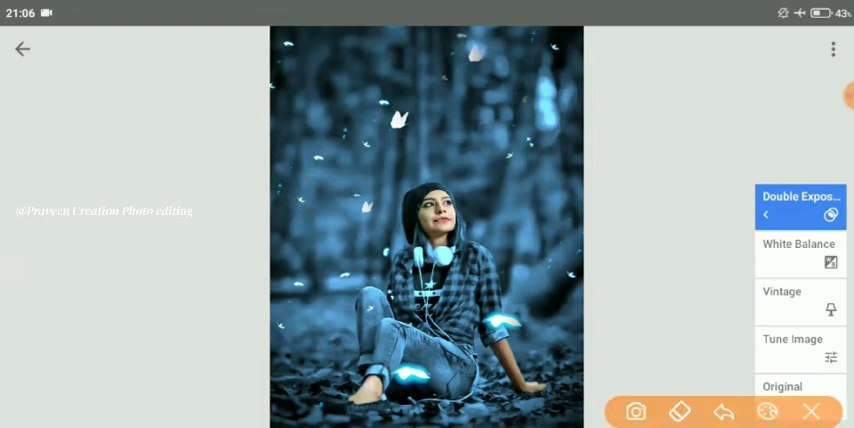 21:06
43%
@Praveen Creation Photo editing
Double Expos...
White Balance
Vintage
Tune Image
Original